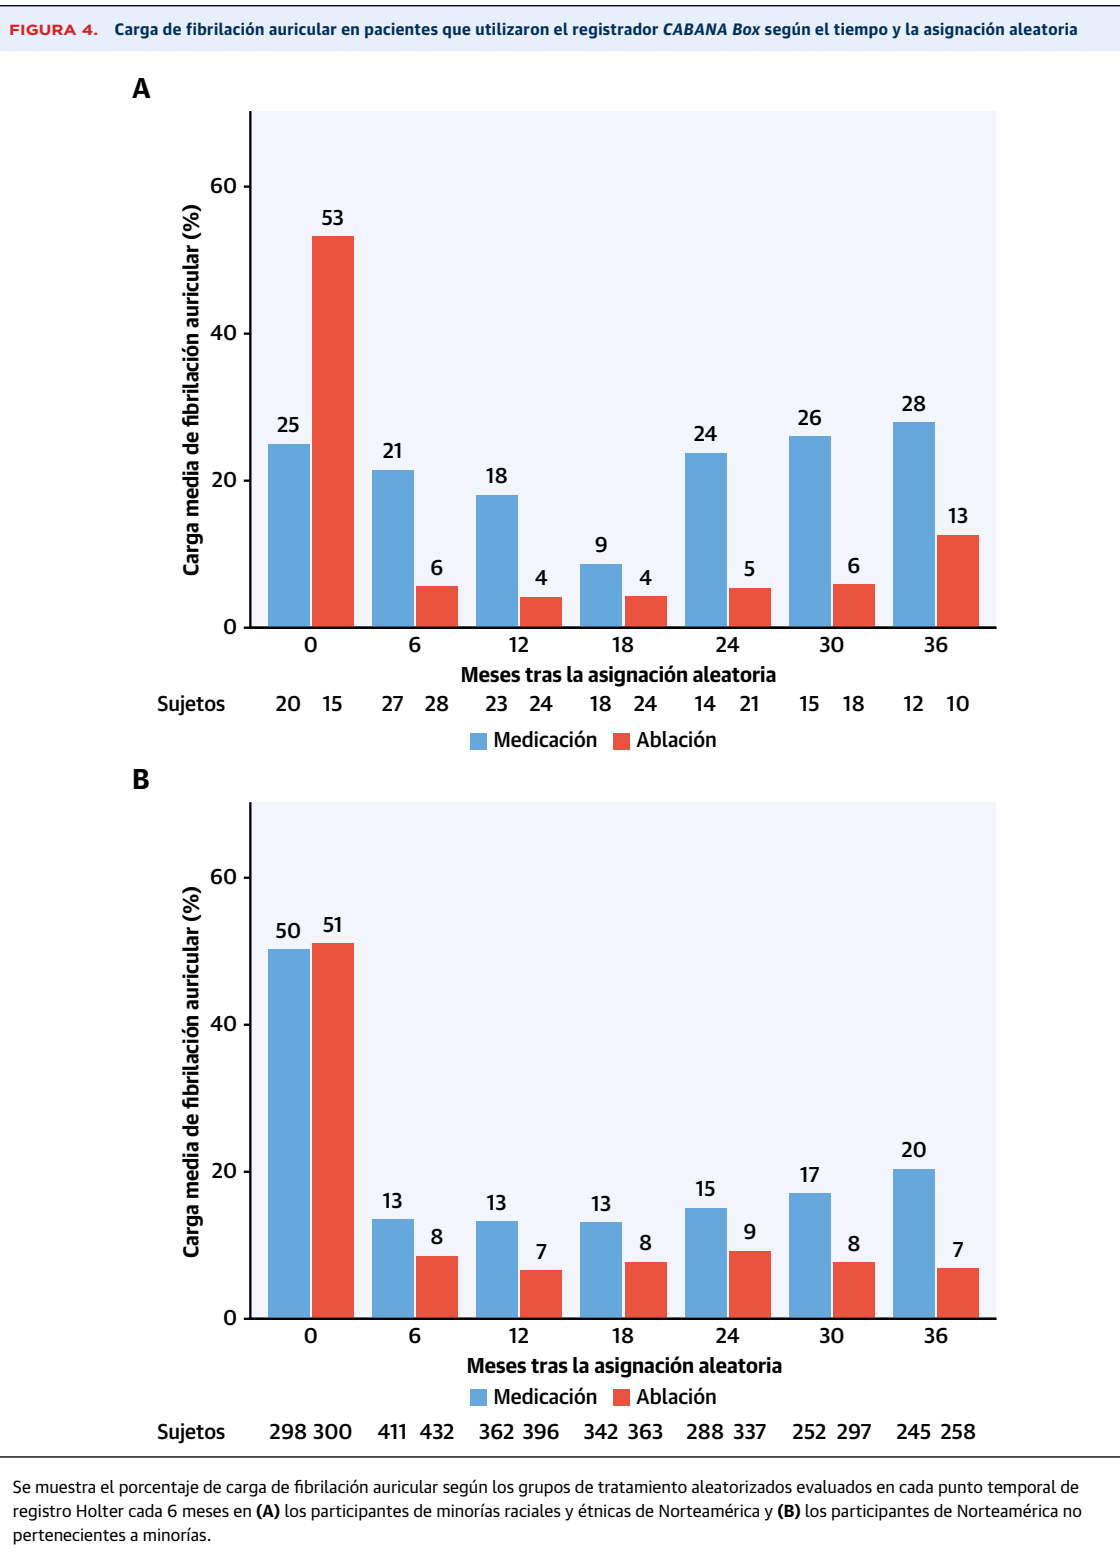 FIGURA 4. Carga de fibrilación auricular en pacientes que utilizaron el registrador CABANA Box según el tiempo y la asignación aleatoria
A
Carga media de fibrilación auricular (%)
60
40
20
0
25 53
21 6
18 4
9 4
24 5
26 6
28 13
0 6 12 18 24 30 36
Meses tras la asignación aleatoria
Sujetos 20 15 27 28 23 24 18 24 14 21 15 18 12 10
Medicación Ablación
B
Carga media de fibrilación auricular (%)
60
40
20
0
50 51
13 8
13 7
13 8
15 9
17 8
20 7
0 6 12 18 24 30 36
Meses tras la asignación aleatoria
Medicación Ablación
Sujetos 298 300 411 432 362 396 342 363 288 337 252 297 245 258
Se muestra el porcentaje de carga de fibrilación auricular según los grupos de tratamiento aleatorizados evaluados en cada punto temporal de
registro Holter cada 6 meses en (A) los participantes de minorías raciales y étnicas de Norteamérica y (B) los participantes de Norteamérica no
pertenecientes a minorías.